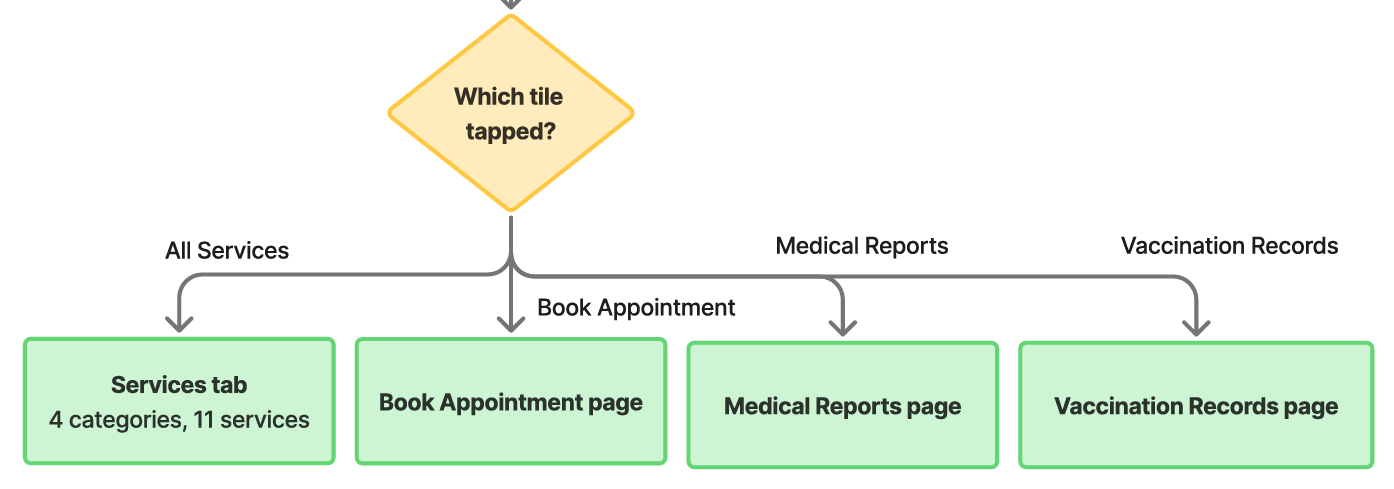 Which tile
tapped?
All Services
Medical Reports
Vaccination Records
Book Appointment
Services tab
4 categories, 11 services
Book Appointment page
Medical Reports page
Vaccination Records page